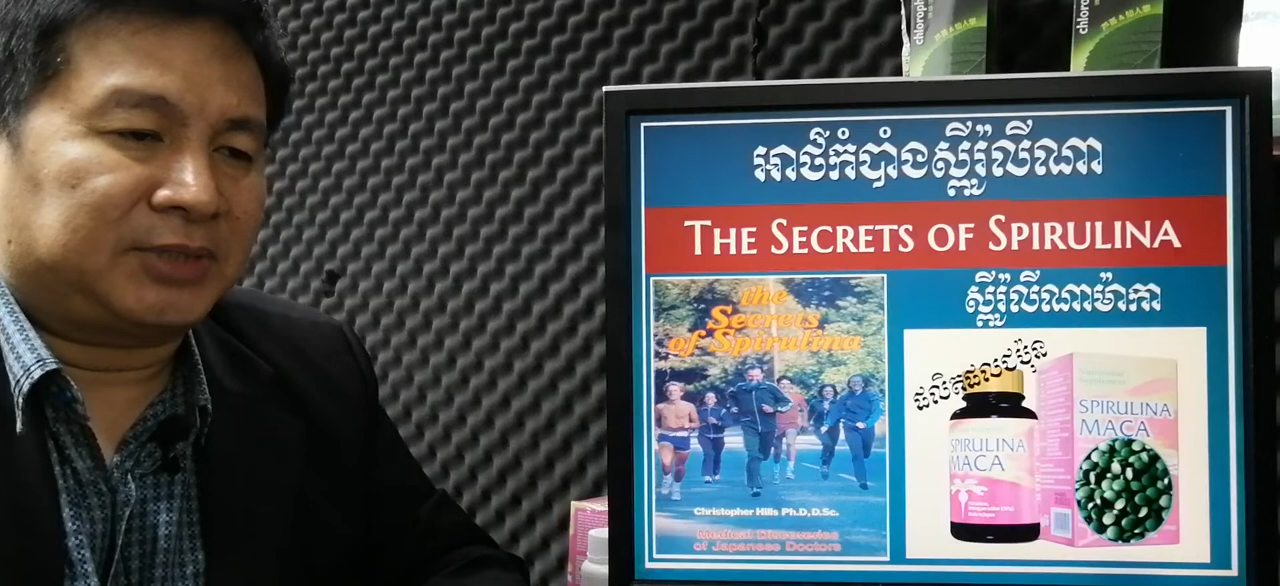 chloroph
chloro
អាថ៌កំបាំងស្ពីរ៉ូលីណា
THE SECRETS OF SPIRULINA
the
Secrets
of Spirulina
Christopher Hills Ph.D, D.Sc.
Medical Discoveries
of Japanese Doctors
ស្ពីរ៉ូលីណាម៉ាកា
ផលិតផលជប៉ុន
SPIRULINA
MACA
SPIRULINA
MACA